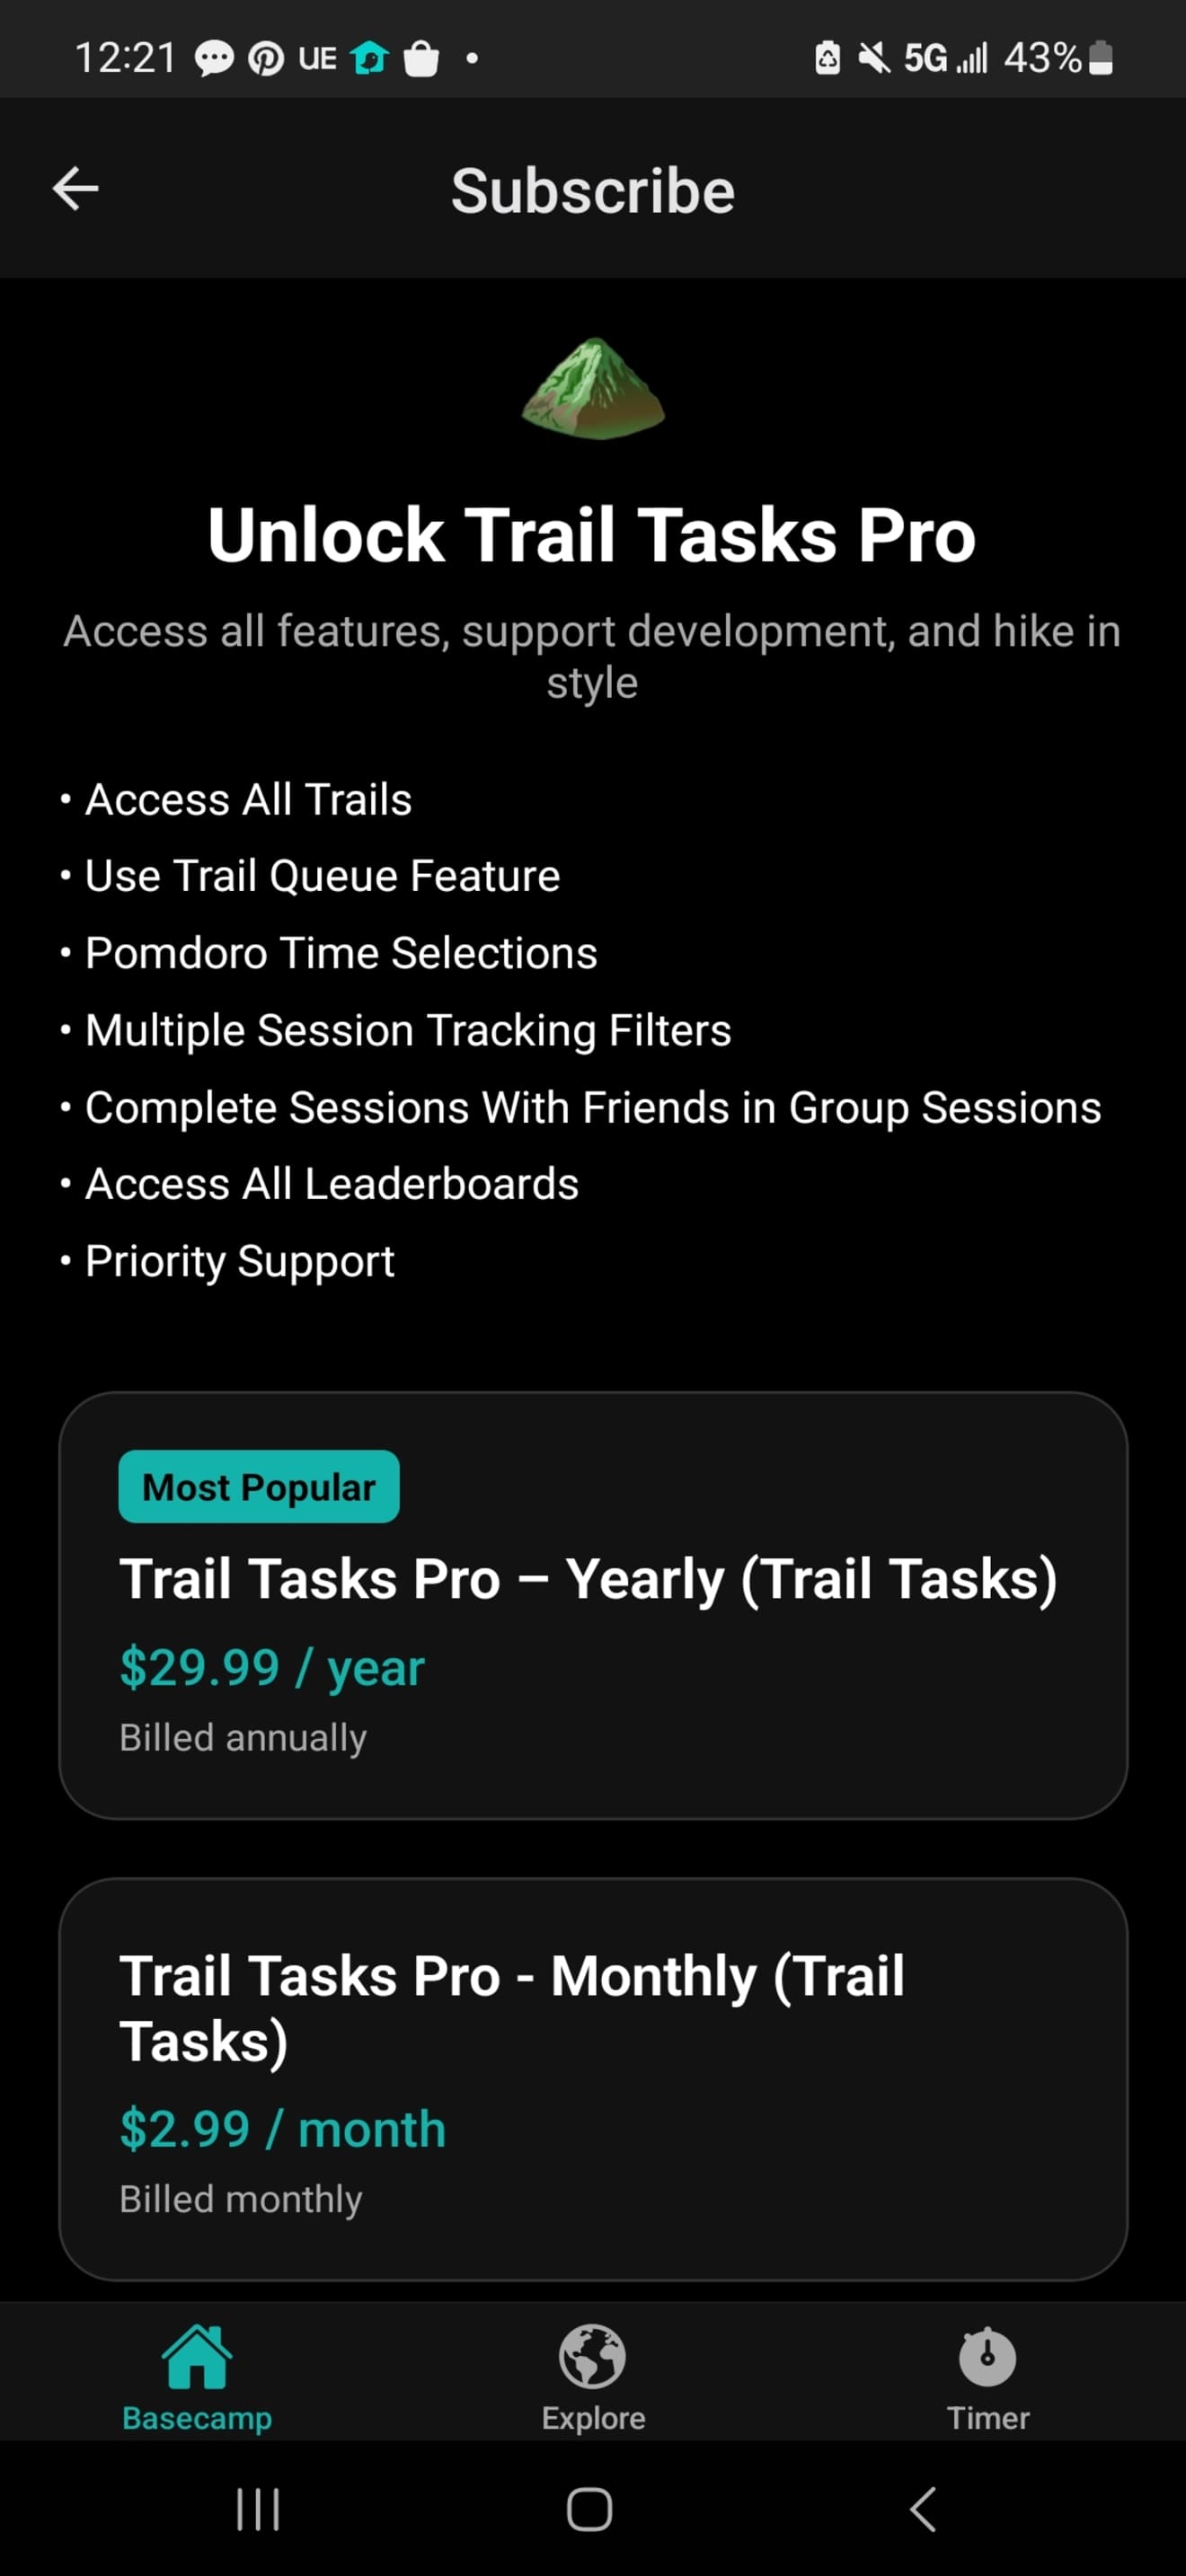 12:21 UE 5G 43%
Subscribe
Unlock Trail Tasks Pro
Access all features, support development, and hike in
style
• Access All Trails
• Use Trail Queue Feature
• Pomdoro Time Selections
• Multiple Session Tracking Filters
• Complete Sessions With Friends in Group Sessions
• Access All Leaderboards
• Priority Support
Most Popular
Trail Tasks Pro – Yearly (Trail Tasks)
$29.99 / year
Billed annually
Trail Tasks Pro - Monthly (Trail
Tasks)
$2.99 / month
Billed monthly
Basecamp Explore Timer